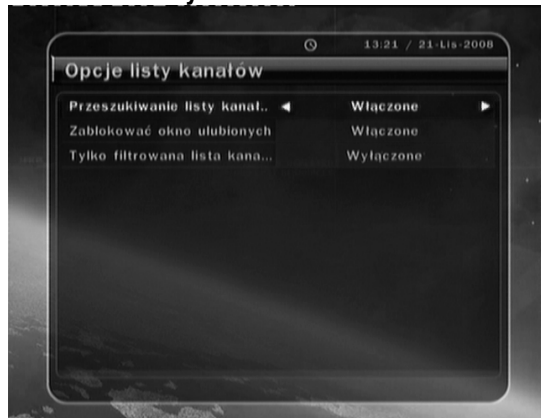 13:21 / 21-Lis-2008
Opcje listy kanałów
Przeszukiwanie listy kanał.. Włączone
Zablokować okno ulubionych Włączone
Tylko filtrowana lista kana... Wyłączone